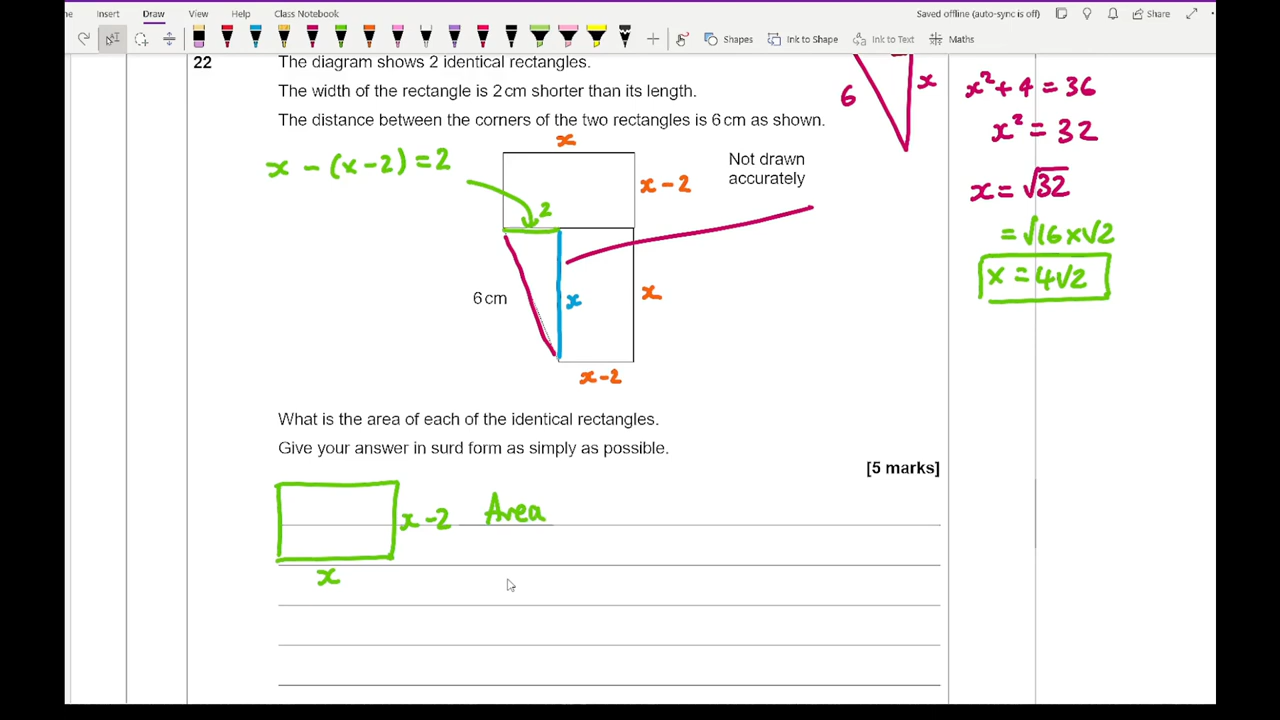 me Insert Draw View Help Class Notebook Saved offline (auto-sync is off) Share
Shapes Ink to Shape Ink to Text Maths
22 The diagram shows 2 identical rectangles.
The width of the rectangle is 2 cm shorter than its length.
The distance between the corners of the two rectangles is 6 cm as shown.
6 x
x² + 4 = 36
x² = 32
x = √32
= √16 x √2
x = 4√2
x - (x - 2) = 2
x
x - 2
Not drawn
accurately
2
6 cm
x
x
x - 2
What is the area of each of the identical rectangles.
Give your answer in surd form as simply as possible.
[5 marks]
x - 2 Area
x